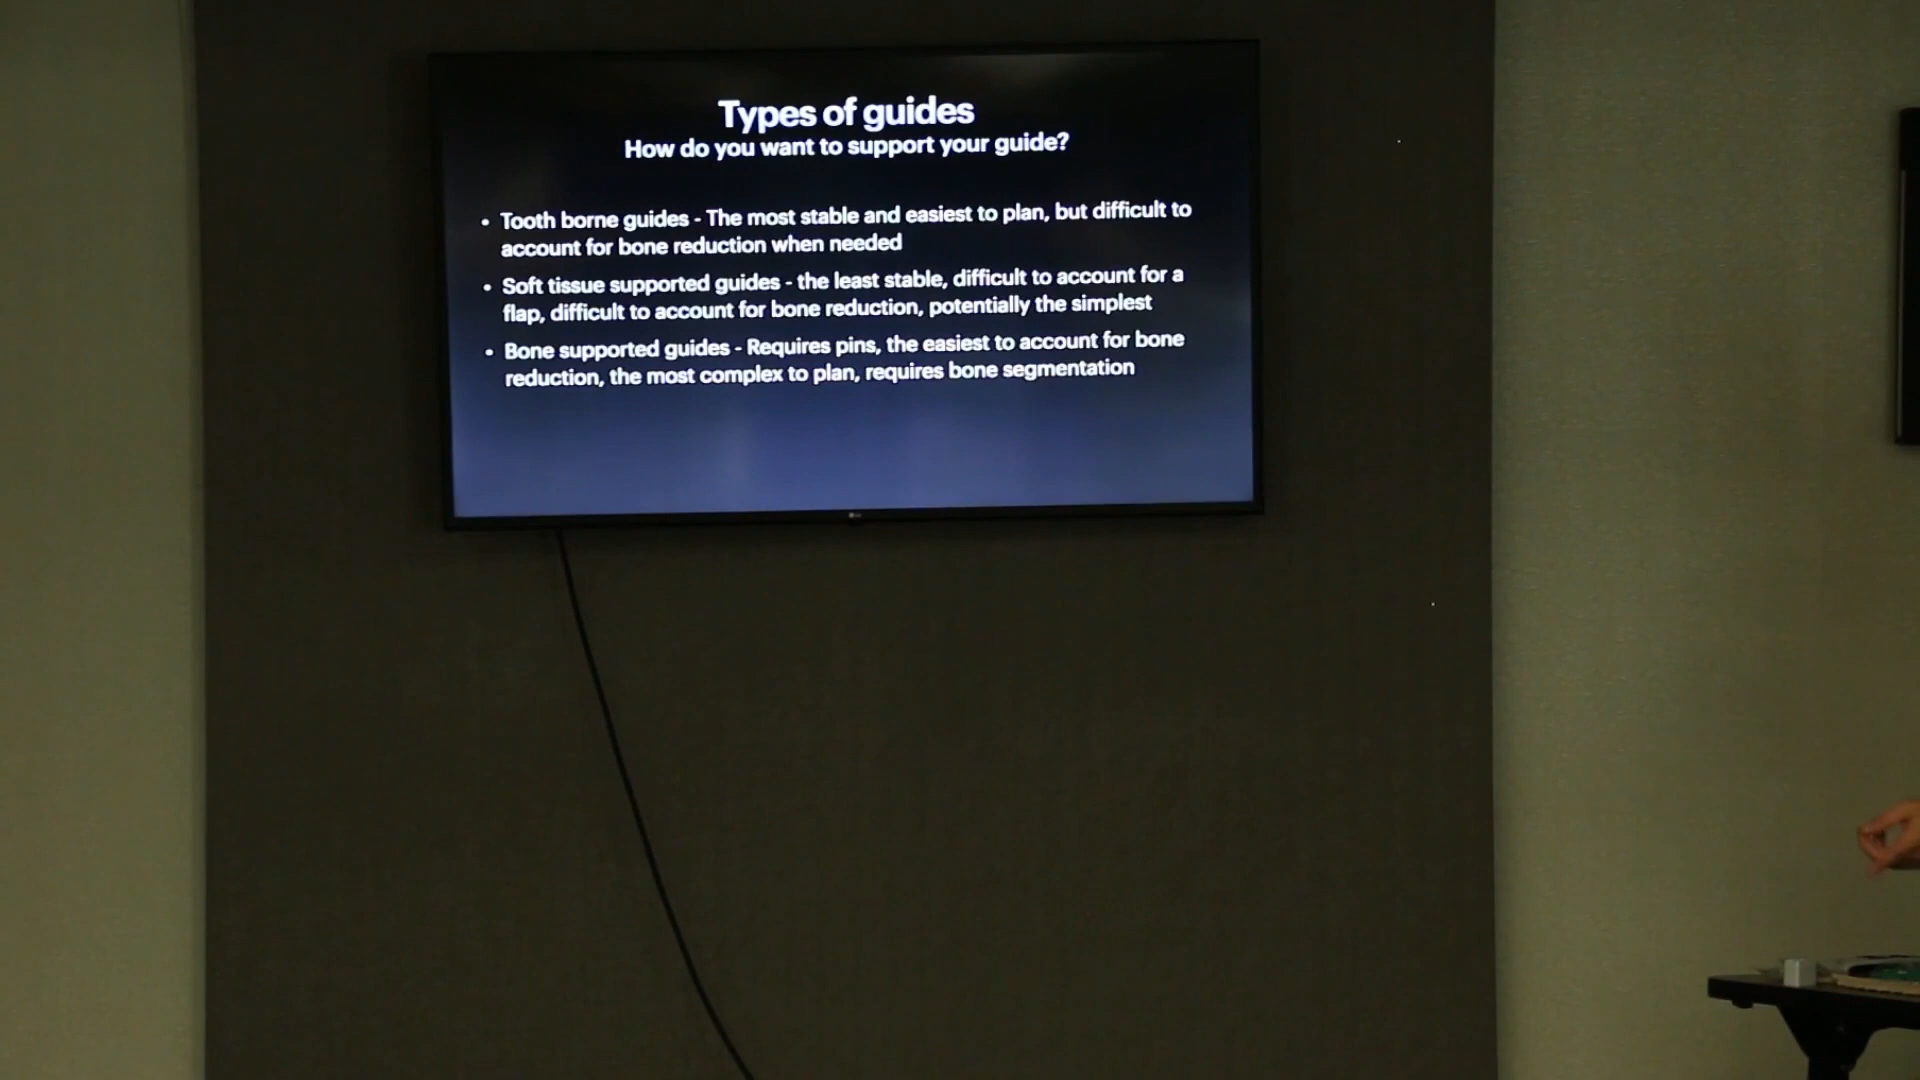 Types of guides
How do you want to support your guide?
• Tooth borne guides - The most stable and easiest to plan, but difficult to
account for bone reduction when needed
• Soft tissue supported guides - the least stable, difficult to account for a
flap, difficult to account for bone reduction, potentially the simplest
• Bone supported guides - Requires pins, the easiest to account for bone
reduction, the most complex to plan, requires bone segmentation